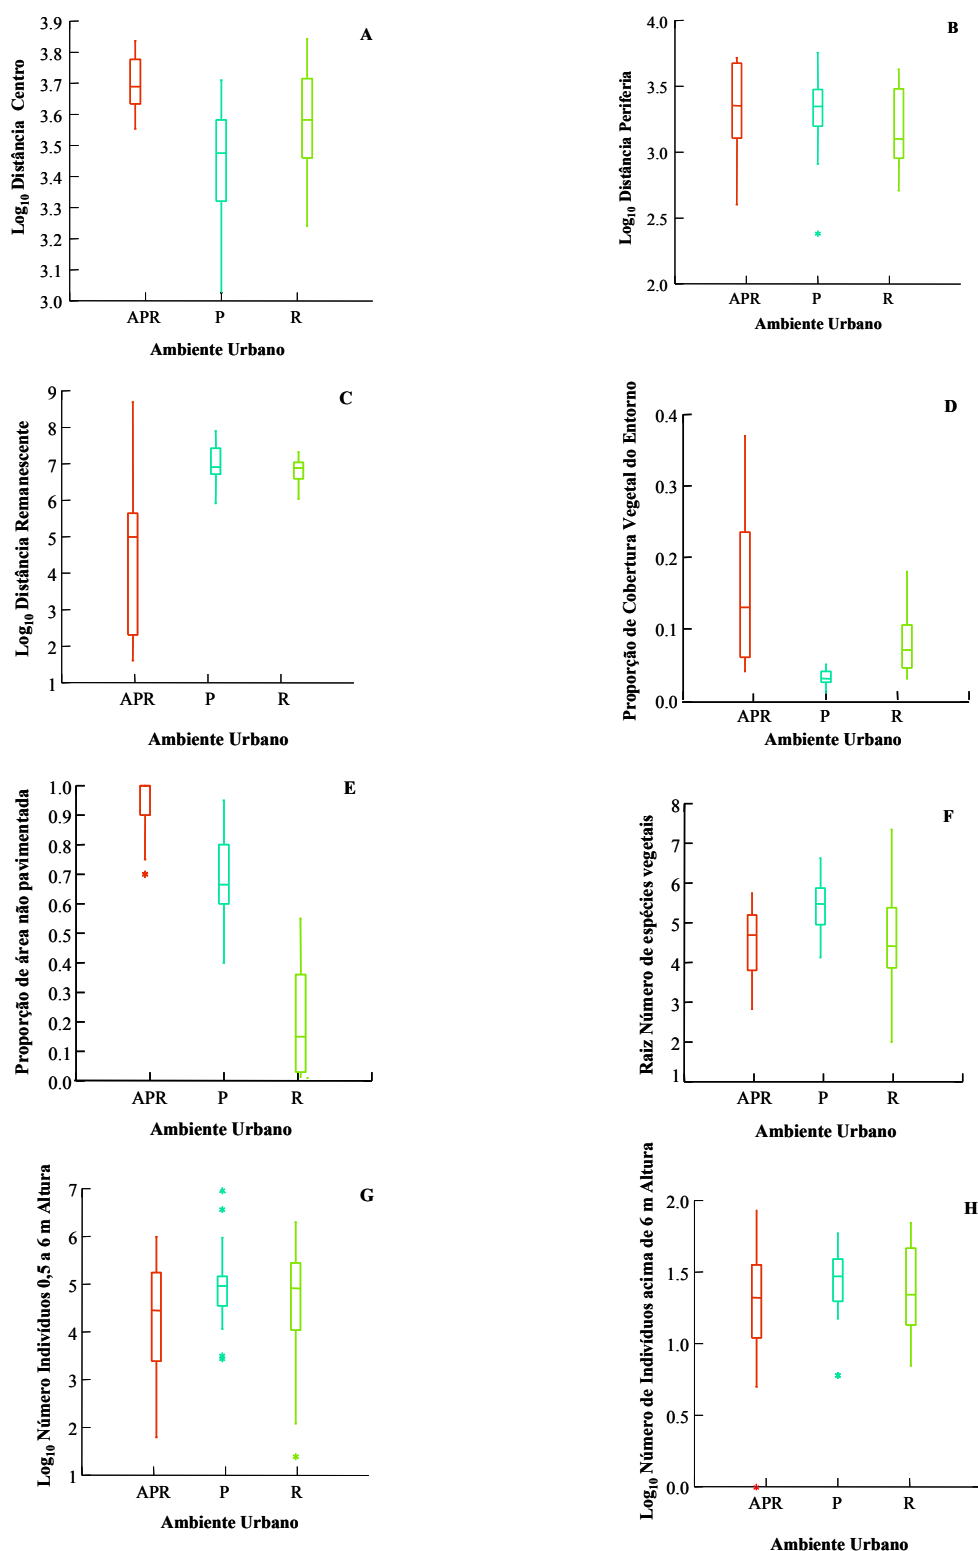 A
Log10 Distância Centro
3.9
3.8
3.7
3.6
3.5
3.4
3.3
3.2
3.1
3.0
APR P R
Ambiente Urbano
B
Log10 Distância Periferia
4.0
3.5
3.0
2.5
2.0
APR P R
Ambiente Urbano
C
Log10 Distância Remanescente
9
8
7
6
5
4
3
2
1
APR P R
Ambiente Urbano
D
Proporção de Cobertura Vegetal do Entorno
0.4
0.3
0.2
0.1
0.0
APR P R
Ambiente Urbano
E
Proporção de área não pavimentada
1.0
0.9
0.8
0.7
0.6
0.5
0.4
0.3
0.2
0.1
0.0
APR P R
Ambiente Urbano
F
Raiz Número de espécies vegetais
8
7
6
5
4
3
2
1
APR P R
Ambiente Urbano
G
Log10 Número Indivíduos 0,5 a 6 m Altura
7
6
5
4
3
2
1
APR P R
Ambiente Urbano
H
Log10 Número de Indivíduos acima de 6 m Altura
2.0
1.5
1.0
0.5
0.0
APR P R
Ambiente Urbano